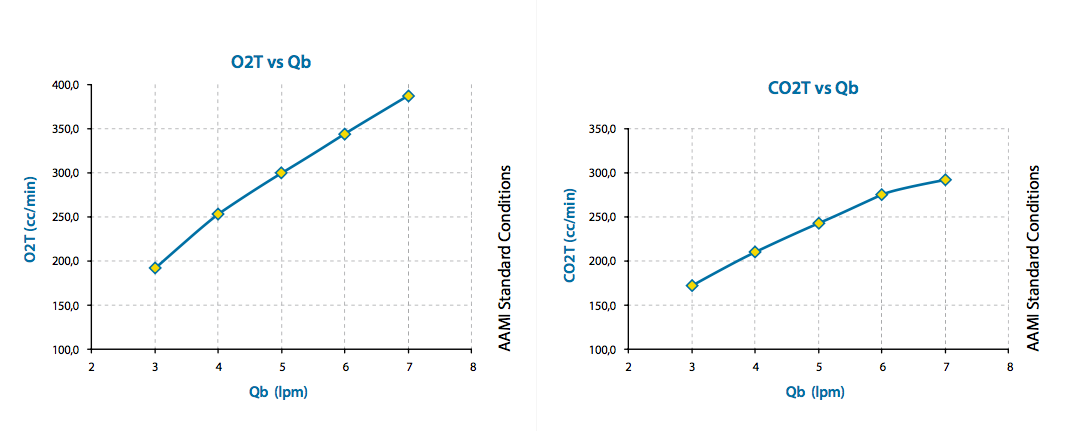 O2T vs Qb
400,0
350,0
300,0
250,0
200,0
150,0
100,0
2 3 4 5 6 7 8
O2T (cc/min)
Qb (lpm)
AAMI Standard Conditions
CO2T vs Qb
350,0
300,0
250,0
200,0
150,0
100,0
2 3 4 5 6 7 8
CO2T (cc/min)
Qb (lpm)
AAMI Standard Conditions